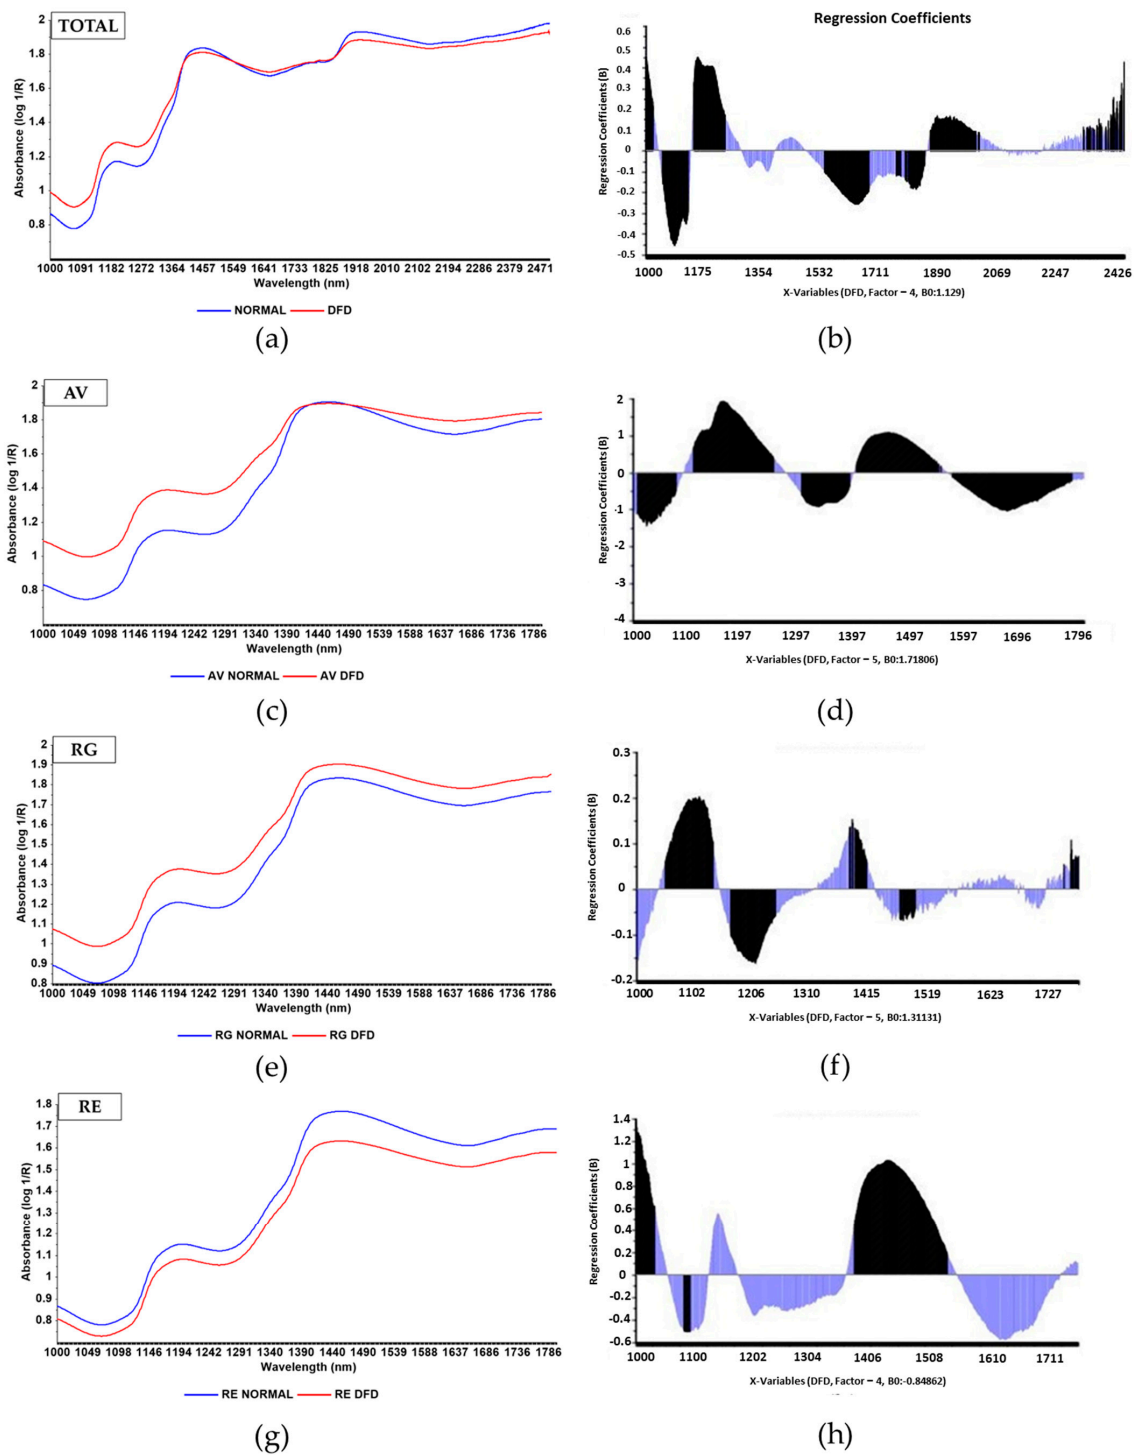 TOTAL
2
1.8
1.6
1.4
1.2
1
0.8
Absorbance (log 1/R)
1000 1091 1182 1272 1364 1457 1549 1641 1733 1825 1918 2010 2102 2194 2286 2379 2471
Wavelength (nm)
NORMAL DFD
(a)
Regression Coefficients
0.6
0.5
0.4
0.3
0.2
0.1
0
-0.1
-0.2
-0.3
-0.4
-0.5
Regression Coefficients (B)
1000 1175 1354 1532 1711 1890 2069 2247 2426
X-Variables (DFD, Factor – 4, B0:1.129)
(b)
AV
2
1.8
1.6
1.4
1.2
1
0.8
Absorbance (log 1/R)
1000 1049 1098 1146 1194 1242 1291 1340 1390 1440 1490 1539 1588 1637 1686 1736 1786
Wavelength (nm)
AV NORMAL AV DFD
(c)
2
1
0
-1
-2
-3
-4
Regression Coefficients (B)
1000 1100 1197 1297 1397 1497 1597 1696 1796
X-Variables (DFD, Factor – 5, B0:1.71806)
(d)
RG
2
1.9
1.8
1.7
1.6
1.5
1.4
1.3
1.2
1.1
1
0.9
0.8
Absorbance (log 1/R)
1000 1049 1098 1146 1194 1242 1291 1340 1390 1440 1490 1539 1588 1637 1686 1736 1786
Wavelength (nm)
RG NORMAL RG DFD
(e)
0.3
0.2
0.1
0
-0.1
-0.2
Regression Coefficients (B)
1000 1102 1206 1310 1415 1519 1623 1727
X-Variables (DFD, Factor – 5, B0:1.31131)
(f)
RE
1.8
1.7
1.6
1.5
1.4
1.3
1.2
1.1
1
0.9
0.8
0.7
Absorbance (log 1/R)
1000 1049 1098 1146 1194 1242 1291 1340 1390 1440 1490 1539 1588 1637 1686 1736 1786
Wavelength (nm)
RE NORMAL RE DFD
(g)
1.4
1.2
1
0.8
0.6
0.4
0.2
0
-0.2
-0.4
-0.6
Regression Coefficients (B)
1000 1100 1202 1304 1406 1508 1610 1711
X-Variables (DFD, Factor – 4, B0:-0.84862)
(h)